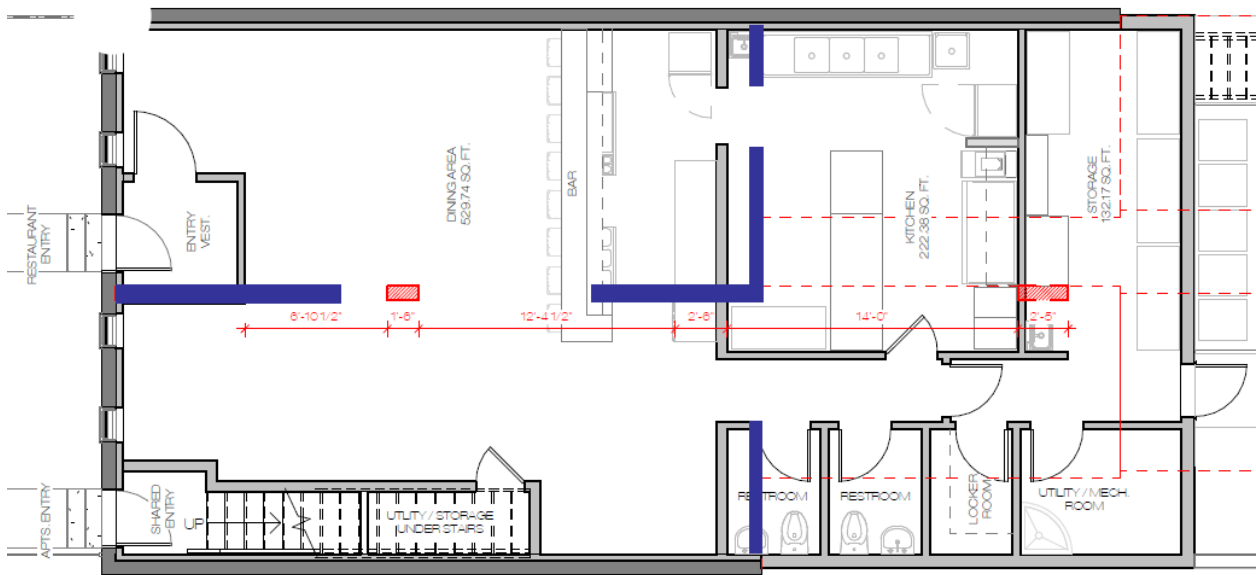 RESTAURANT
ENTRY
ENTRY
VEST.
DINING AREA
529.74 SQ. FT.
BAR
KITCHEN
222.38 SQ. FT.
STORAGE
132.17 SQ. FT.
6'-10 1/2"
1'-6"
12'-4 1/2"
2'-6"
14'-0"
2'-5"
APTS. ENTRY
SHARED
ENTRY
UP
UTILITY / STORAGE
UNDER STAIRS
RESTROOM
RESTROOM
LOCKER
ROOM
UTILITY / MECH.
ROOM